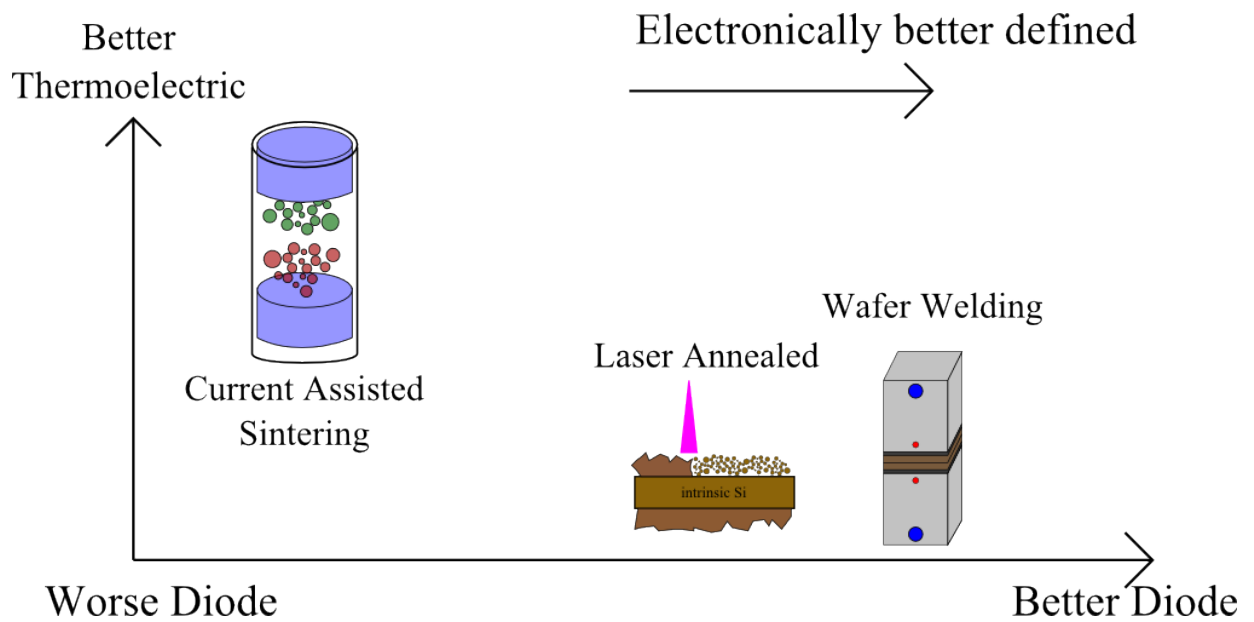 Better
Thermoelectric
Electronically better defined
Current Assisted
Sintering
Laser Annealed
Wafer Welding
intrinsic Si
Worse Diode
Better Diode